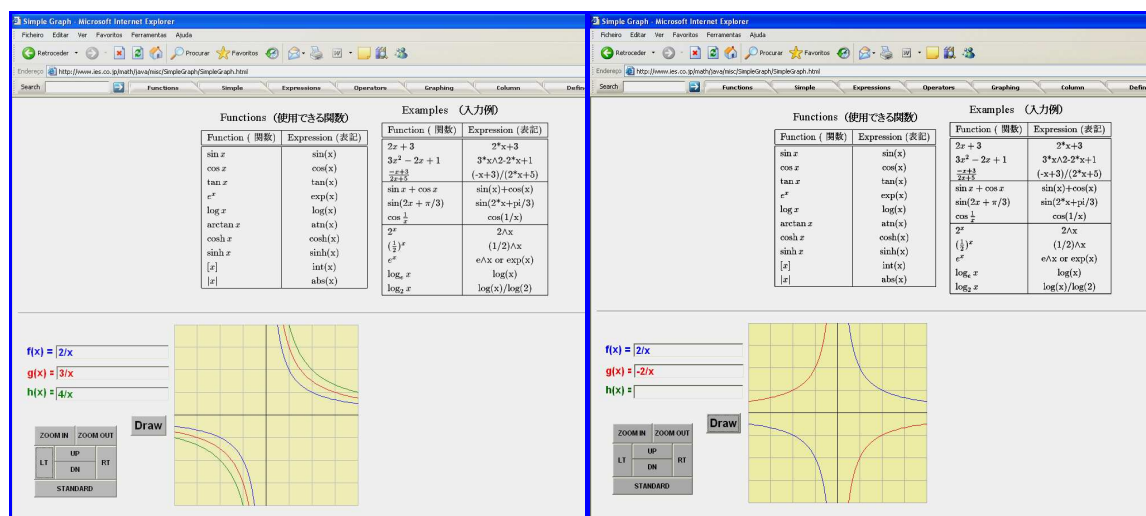 Simple Graph - Microsoft Internet Explorer
Ficheiro Editar Ver Favoritos Ferramentas Ajuda
Retroceder Procurar Favoritos
Endereço http://www.ies.co.jp/math/java/misc/SimpleGraph/SimpleGraph.html
Search Functions Simple Expressions Operators Graphing Column Defin
Functions (使用できる関数)
Function ( 関数) Expression (表記)
sin x sin(x)
cos x cos(x)
tan x tan(x)
e^x exp(x)
log x log(x)
arctan x atn(x)
cosh x cosh(x)
sinh x sinh(x)
[x] int(x)
|x| abs(x)
Examples (入力例)
Function ( 関数) Expression (表記)
2x + 3 2*x+3
3x² − 2x + 1 3*x∧2-2*x+1
−x+3/2x+5 (-x+3)/(2*x+5)
sin x + cos x sin(x)+cos(x)
sin(2x + π/3) sin(2*x+pi/3)
cos 1/x cos(1/x)
2^x 2∧x
(1/2)^x (1/2)∧x
e^x e∧x or exp(x)
log_e x log(x)
log_2 x log(x)/log(2)
f(x) = 2/x
g(x) = 3/x
h(x) = 4/x
Draw
ZOOM IN ZOOM OUT
LT UP RT
DN
STANDARD
Simple Graph - Microsoft Internet Explorer
Ficheiro Editar Ver Favoritos Ferramentas Ajuda
Retroceder Procurar Favoritos
Endereço http://www.ies.co.jp/math/java/misc/SimpleGraph/SimpleGraph.html
Search Functions Simple Expressions Operators Graphing Column Defin
Functions (使用できる関数)
Function ( 関数) Expression (表記)
sin x sin(x)
cos x cos(x)
tan x tan(x)
e^x exp(x)
log x log(x)
arctan x atn(x)
cosh x cosh(x)
sinh x sinh(x)
[x] int(x)
|x| abs(x)
Examples (入力例)
Function ( 関数) Expression (表記)
2x + 3 2*x+3
3x² − 2x + 1 3*x∧2-2*x+1
−x+3/2x+5 (-x+3)/(2*x+5)
sin x + cos x sin(x)+cos(x)
sin(2x + π/3) sin(2*x+pi/3)
cos 1/x cos(1/x)
2^x 2∧x
(1/2)^x (1/2)∧x
e^x e∧x or exp(x)
log_e x log(x)
log_2 x log(x)/log(2)
f(x) = 2/x
g(x) = -2/x
h(x) =
Draw
ZOOM IN ZOOM OUT
LT UP RT
DN
STANDARD